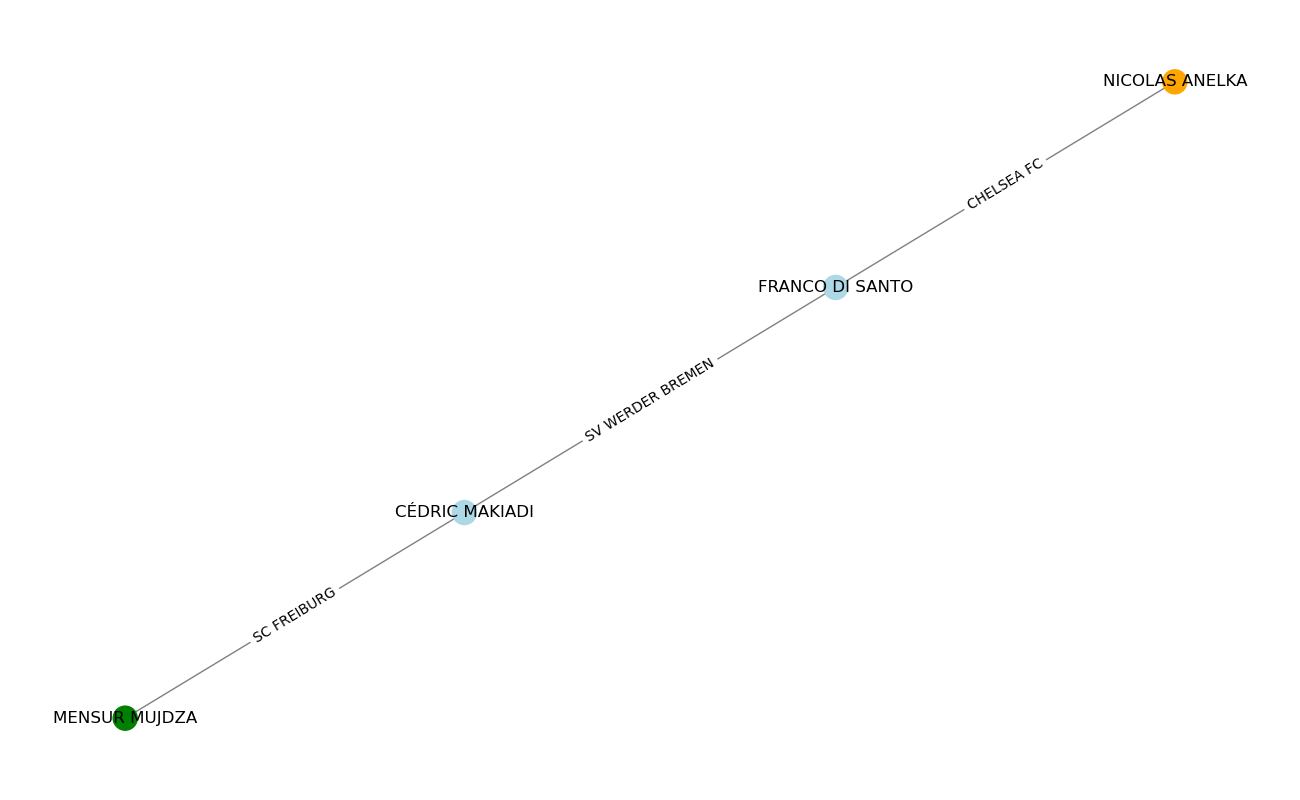 NICOLAS ANELKA
CHELSEA FC
FRANCO DI SANTO
SV WERDER BREMEN
CÉDRIC MAKIADI
SC FREIBURG
MENSUR MUJDZA